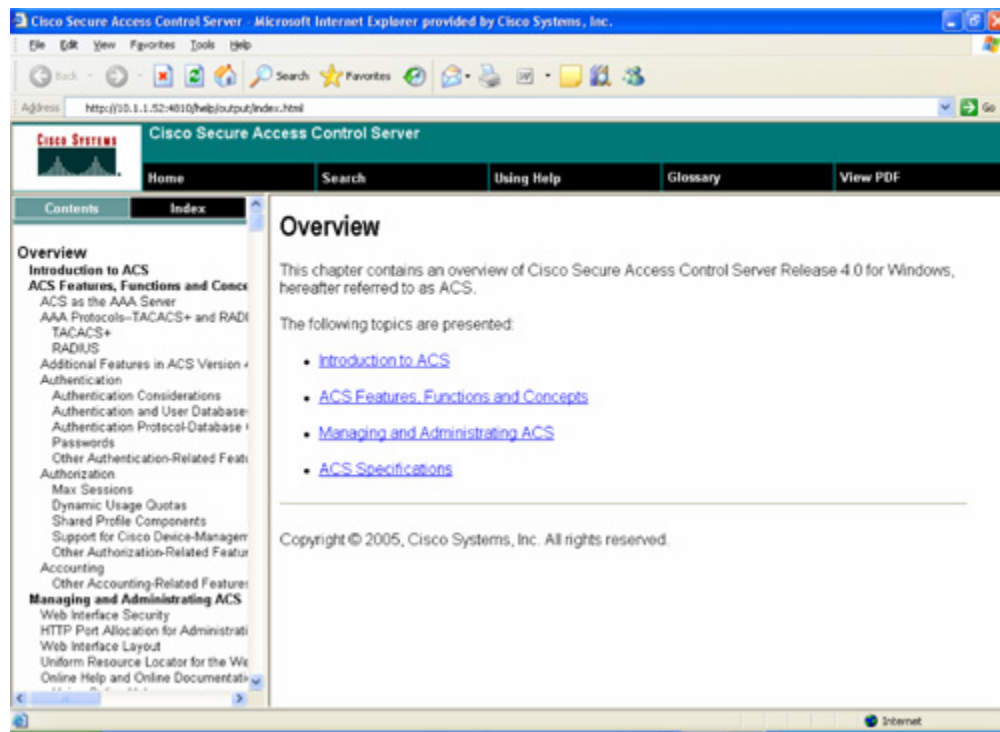 Cisco Secure Access Control Server - Microsoft Internet Explorer provided by Cisco Systems, Inc.
File Edit View Favorites Tools Help
Back Search Favorites
Address http://10.1.1.52:4010/help/output/index.html Go
CISCO SYSTEMS
Cisco Secure Access Control Server
Home Search Using Help Glossary View PDF
Contents Index
Overview
Introduction to ACS
ACS Features, Functions and Conce
ACS as the AAA Server
AAA Protocols–TACACS+ and RADI
TACACS+
RADIUS
Additional Features in ACS Version 4
Authentication
Authentication Considerations
Authentication and User Database
Authentication Protocol-Database
Passwords
Other Authentication-Related Featu
Authorization
Max Sessions
Dynamic Usage Quotas
Shared Profile Components
Support for Cisco Device-Managem
Other Authorization-Related Featur
Accounting
Other Accounting-Related Features
Managing and Administrating ACS
Web Interface Security
HTTP Port Allocation for Administrati
Web Interface Layout
Uniform Resource Locator for the We
Online Help and Online Documentati
Overview
This chapter contains an overview of Cisco Secure Access Control Server Release 4.0 for Windows,
hereafter referred to as ACS.
The following topics are presented:
• Introduction to ACS
• ACS Features, Functions and Concepts
• Managing and Administrating ACS
• ACS Specifications
Copyright © 2005, Cisco Systems, Inc. All rights reserved.
Internet